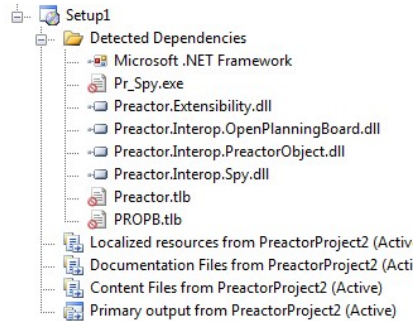 Setup1
Detected Dependencies
Microsoft .NET Framework
Pr_Spy.exe
Preactor.Extensibility.dll
Preactor.Interop.OpenPlanningBoard.dll
Preactor.Interop.PreactorObject.dll
Preactor.Interop.Spy.dll
Preactor.tlb
PROPB.tlb
Localized resources from PreactorProject2 (Activ
Documentation Files from PreactorProject2 (Acti
Content Files from PreactorProject2 (Active)
Primary output from PreactorProject2 (Active)